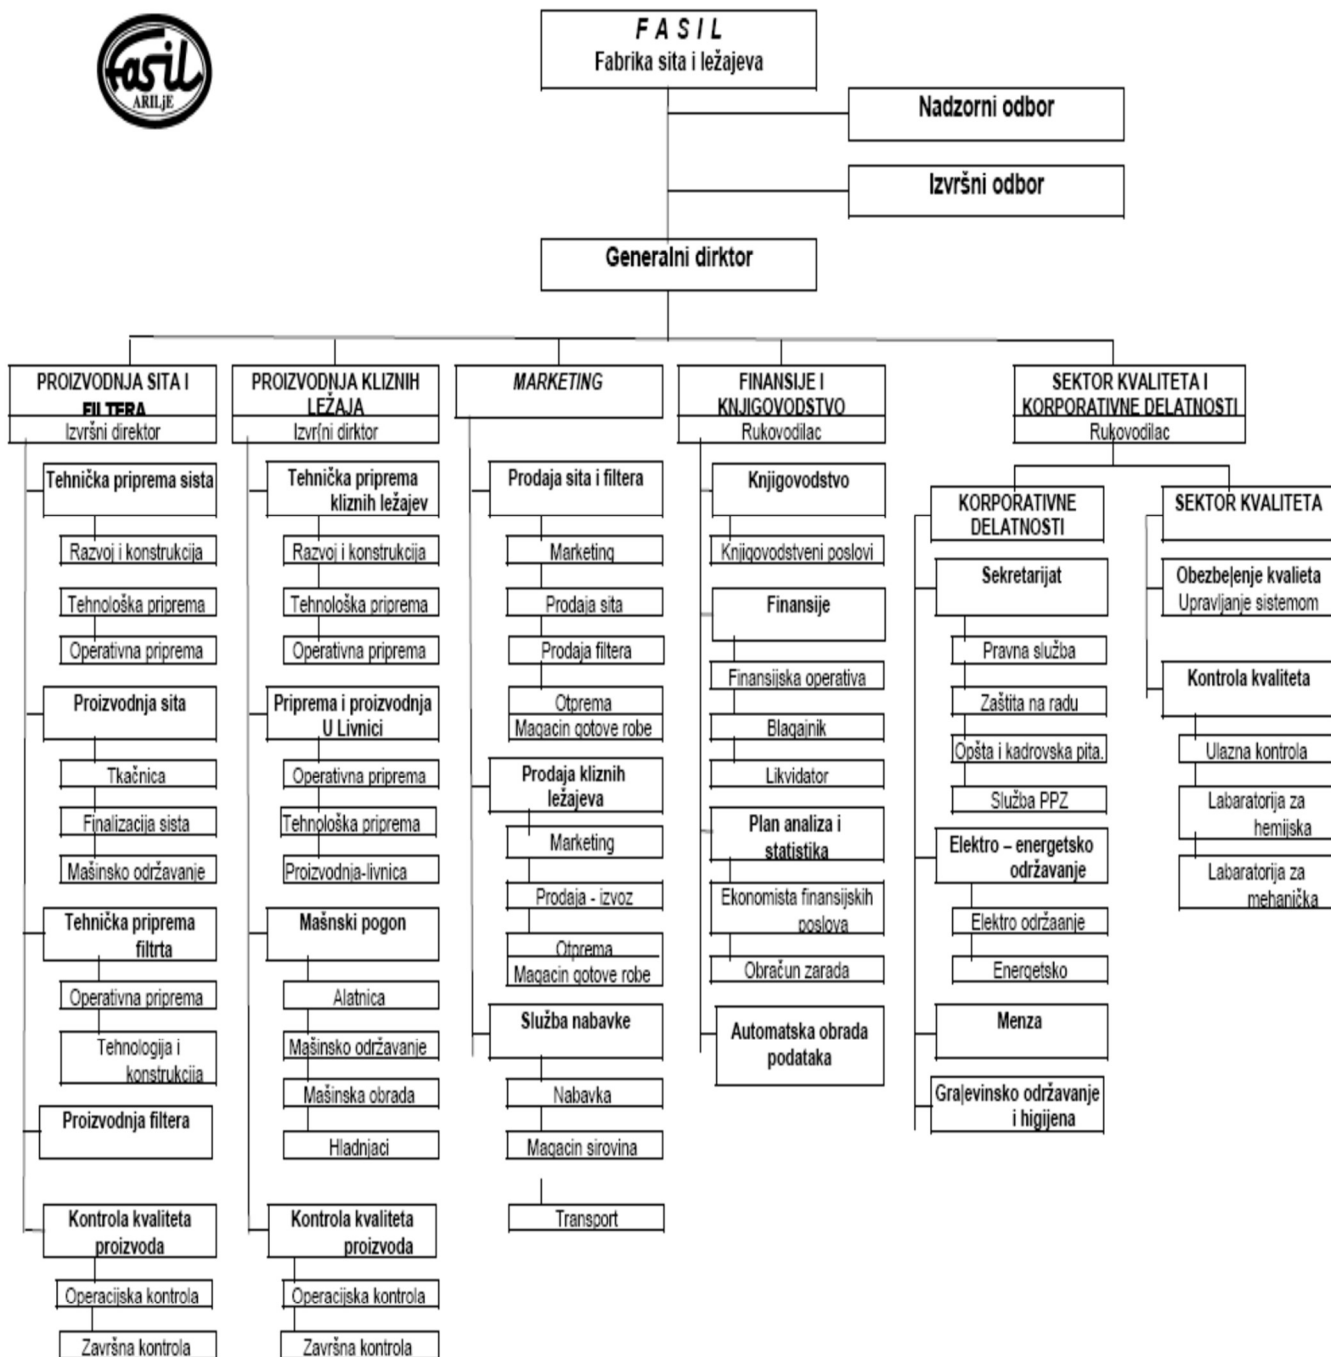 fasil
ARILjE
FASIL
Fabrika sita i ležajeva
Nadzorni odbor
Izvršni odbor
Generalni dirktor
PROIZVODNJA SITA I
FILTERA
Izvršni direktor
Tehnička priprema sista
Razvoj i konstrukcija
Tehnološka priprema
Operativna priprema
Proizvodnja sita
Tkačnica
Finalizacija sista
Mašinsko održavanje
Tehnička priprema
filtrta
Operativna priprema
Tehnologija i
konstrukcija
Proizvodnja filtera
Kontrola kvaliteta
proizvoda
Operacijska kontrola
Završna kontrola
PROIZVODNJA KLIZNIH
LEŽAJA
Izvr{ni dirktor
Tehnička priprema
kliznih ležajev
Razvoj i konstrukcija
Tehnološka priprema
Operativna priprema
Priprema i proizvodnja
U Livnici
Operativna priprema
Tehnološka priprema
Proizvodnja-livnica
Mašnski pogon
Alatnica
Mašinsko održavanje
Mašinska obrada
Hladnjaci
Kontrola kvaliteta
proizvoda
Operacijska kontrola
Završna kontrola
MARKETING
Prodaja sita i filtera
Marketing
Prodaja sita
Prodaja filtera
Otprema
Magacin gotove robe
Prodaja kliznih
ležajeva
Marketing
Prodaja - izvoz
Otprema
Magacin gotove robe
Služba nabavke
Nabavka
Magacin sirovina
Transport
FINANSIJE I
KNJIGOVODSTVO
Rukovodilac
Knjigovodstvo
Knjigovodstveni poslovi
Finansije
Finansijska operativa
Blagajnik
Likvidator
Plan analiza i
statistika
Ekonomista finansijskih
poslova
Obračun zarada
Automatska obrada
podataka
SEKTOR KVALITETA I
KORPORATIVNE DELATNOSTI
Rukovodilac
KORPORATIVNE
DELATNOSTI
Sekretarijat
Pravna služba
Zaštita na radu
Opšta i kadrovska pita.
Služba PPZ
Elektro – energetsko
održavanje
Elektro održaanje
Energetsko
Menza
Gra|evinsko održavanje
i higijena
SEKTOR KVALITETA
Obezbe|enje kvalieta
Upravljanje sistemom
Kontrola kvaliteta
Ulazna kontrola
Labaratorija za
hemijska
Labaratorija za
mehanička